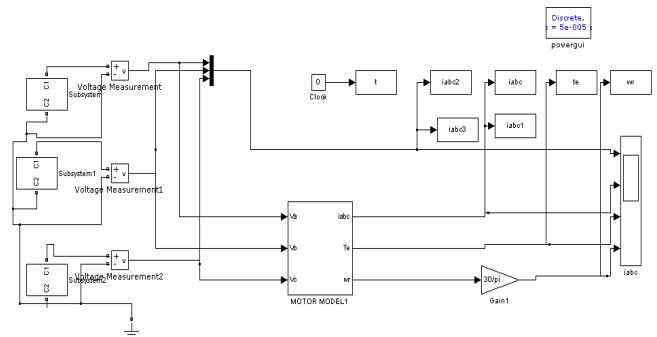 Discrete,
s = 5e-005
powergui
C1
C2
Subsystem
+
-
v
Voltage Measurement
0
Clock
t
iabc2
iabc
te
wr
iabc3
iabc1
C1
C2
Subsystem1
+
-
v
Voltage Measurement1
Va
Vb
Vc
iabc
Te
wr
MOTOR MODEL1
30/pi
Gain1
iabc
C1
C2
Subsystem2
+
-
v
Voltage Measurement2